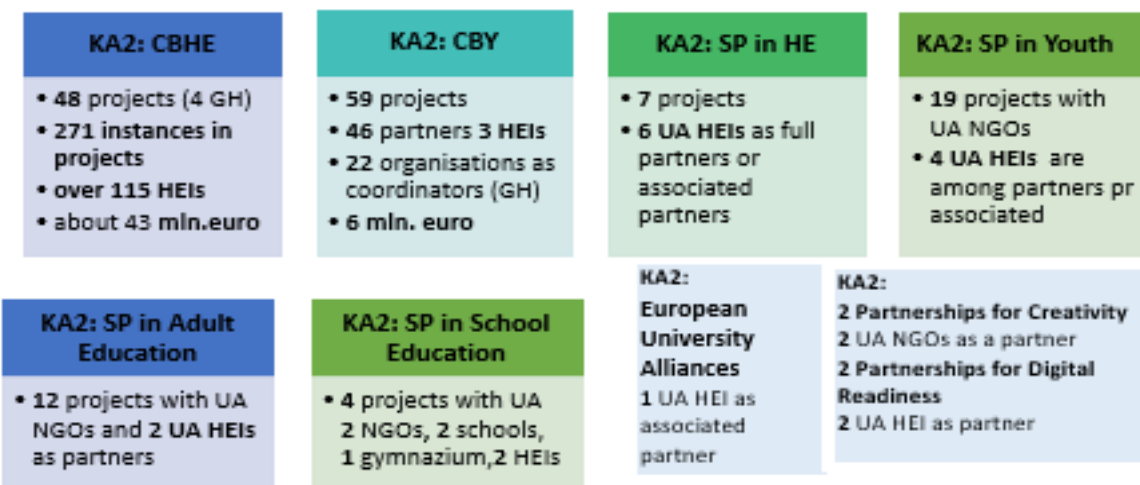 KA2: CBHE
• 48 projects (4 GH)
• 271 instances in
projects
• over 115 HEIs
• about 43 mln.euro
KA2: CBY
• 59 projects
• 46 partners 3 HEIs
• 22 organisations as
coordinators (GH)
• 6 mln. euro
KA2: SP in HE
• 7 projects
• 6 UA HEIs as full
partners or
associated
partners
KA2: SP in Youth
• 19 projects with
UA NGOs
• 4 UA HEIs are
among partners pr
associated
KA2: SP in Adult
Education
• 12 projects with UA
NGOs and 2 UA HEIs
as partners
KA2: SP in School
Education
• 4 projects with UA
2 NGOs, 2 schools,
1 gymnazium,2 HEIs
KA2:
European
University
Alliances
1 UA HEI as
associated
partner
KA2:
2 Partnerships for Creativity
2 UA NGOs as a partner
2 Partnerships for Digital
Readiness
2 UA HEI as partner